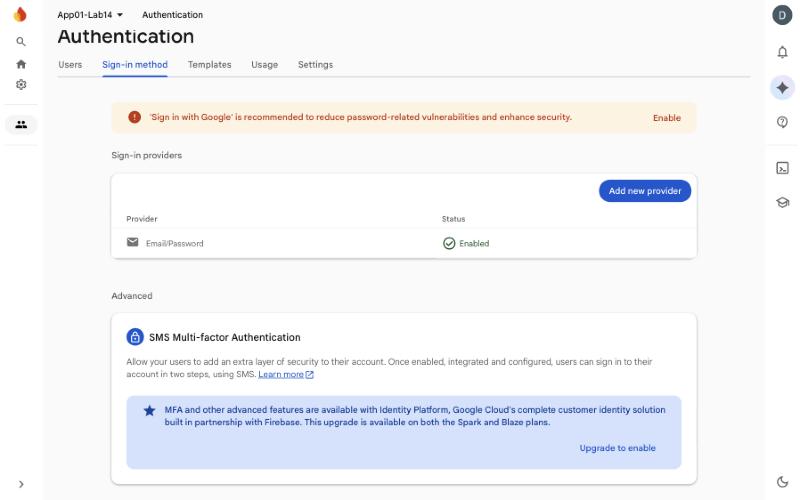 App01-Lab14 Authentication
D
Authentication
Users Sign-in method Templates Usage Settings
'Sign in with Google' is recommended to reduce password-related vulnerabilities and enhance security. Enable
Sign-in providers
Add new provider
Provider Status
Email/Password Enabled
Advanced
SMS Multi-factor Authentication
Allow your users to add an extra layer of security to their account. Once enabled, integrated and configured, users can sign in to their
account in two steps, using SMS. Learn more
MFA and other advanced features are available with Identity Platform, Google Cloud's complete customer identity solution
built in partnership with Firebase. This upgrade is available on both the Spark and Blaze plans.
Upgrade to enable